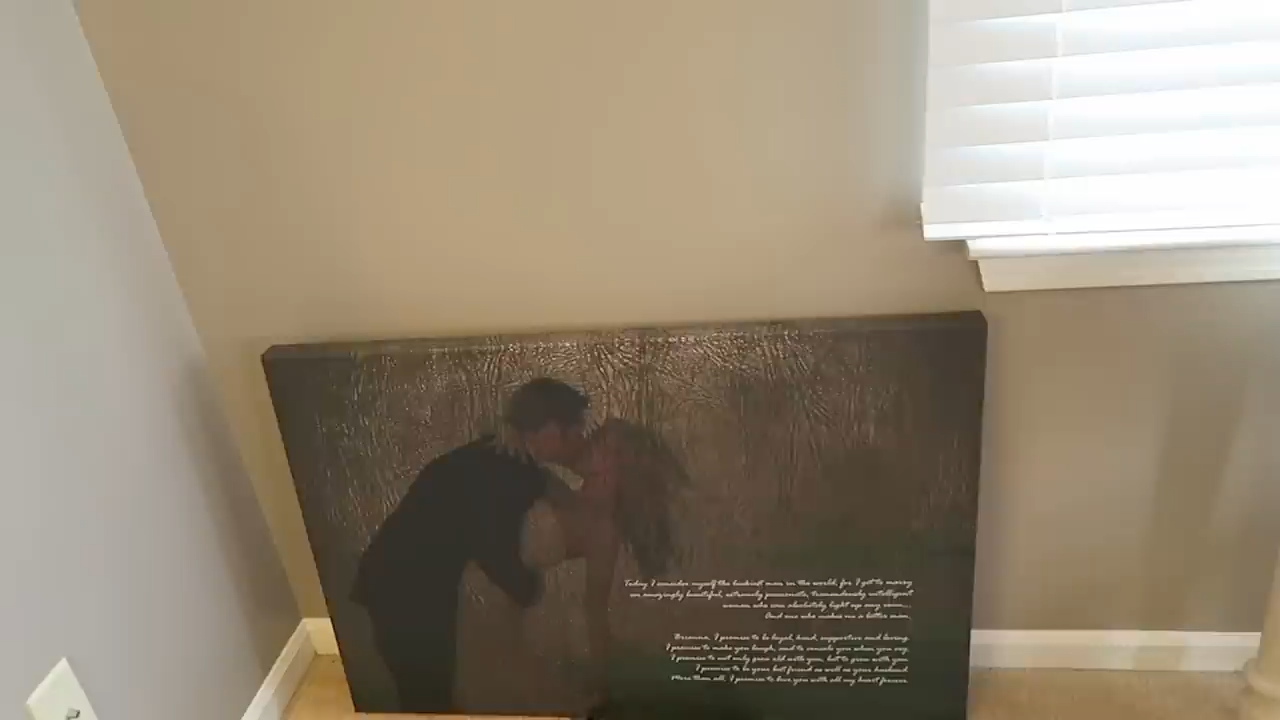 Today I consider myself the luckiest man in the world, for I get to marry
an amazingly beautiful, extremely passionate, tremendously intelligent
woman who can absolutely light up any room...
And one who makes me a better man.
Breanna, I promise to be loyal, kind, supportive and loving.
I promise to make you laugh, and to console you when you cry.
I promise to not only grow old with you, but to grow with you.
I promise to be your best friend as well as your husband.
More than all, I promise to love you with all my heart forever.